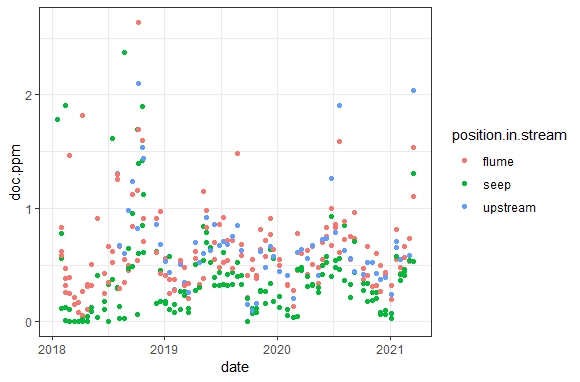 2
1
0
doc.ppm
2018
2019
2020
2021
date
position.in.stream
flume
seep
upstream